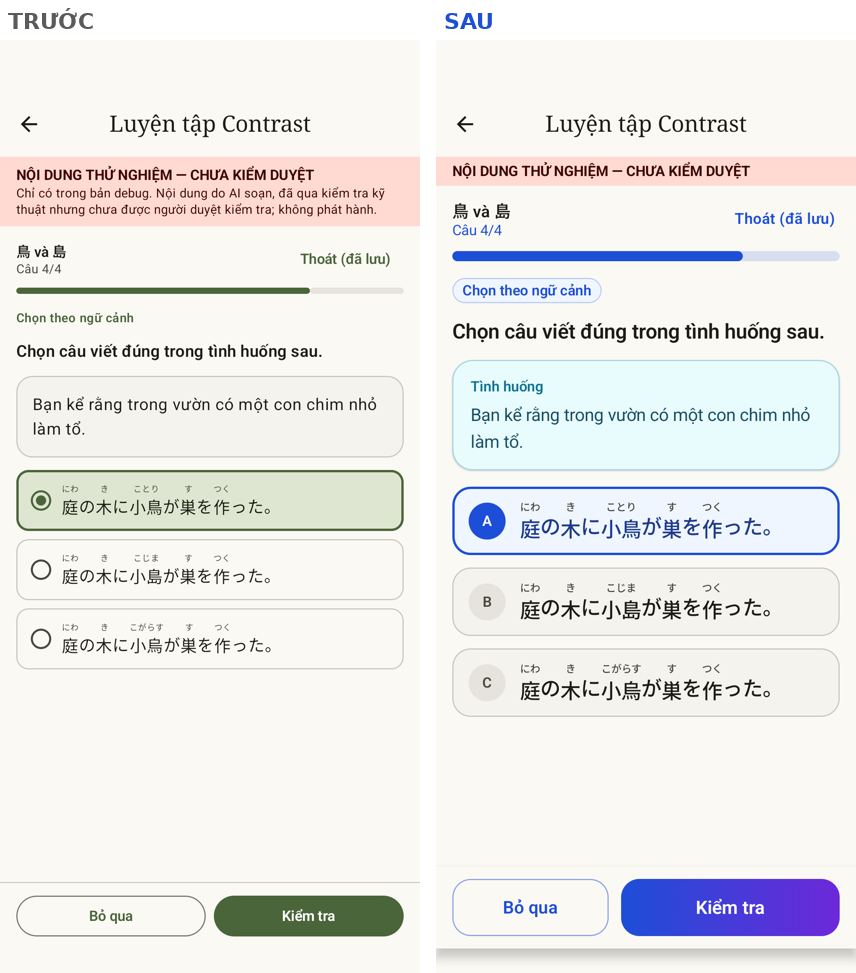 TRƯỚC
Luyện tập Contrast
NỘI DUNG THỬ NGHIỆM — CHƯA KIỂM DUYỆT
Chỉ có trong bản debug. Nội dung do AI soạn, đã qua kiểm tra kỹ
thuật nhưng chưa được người duyệt kiểm tra; không phát hành.
鳥 và 島
Thoát (đã lưu)
Câu 4/4
Chọn theo ngữ cảnh
Chọn câu viết đúng trong tình huống sau.
Bạn kể rằng trong vườn có một con chim nhỏ
làm tổ.
にわ き ことり す つく
庭の木に小鳥が巣を作った。
にわ き こじま す つく
庭の木に小島が巣を作った。
にわ き こがらす す つく
庭の木に小烏が巣を作った。
Bỏ qua
Kiểm tra
SAU
Luyện tập Contrast
NỘI DUNG THỬ NGHIỆM — CHƯA KIỂM DUYỆT
鳥 và 島
Thoát (đã lưu)
Câu 4/4
Chọn theo ngữ cảnh
Chọn câu viết đúng trong tình huống sau.
Tình huống
Bạn kể rằng trong vườn có một con chim nhỏ
làm tổ.
にわ き ことり す つく
A 庭の木に小鳥が巣を作った。
にわ き こじま す つく
B 庭の木に小島が巣を作った。
にわ き こがらす す つく
C 庭の木に小烏が巣を作った。
Bỏ qua
Kiểm tra